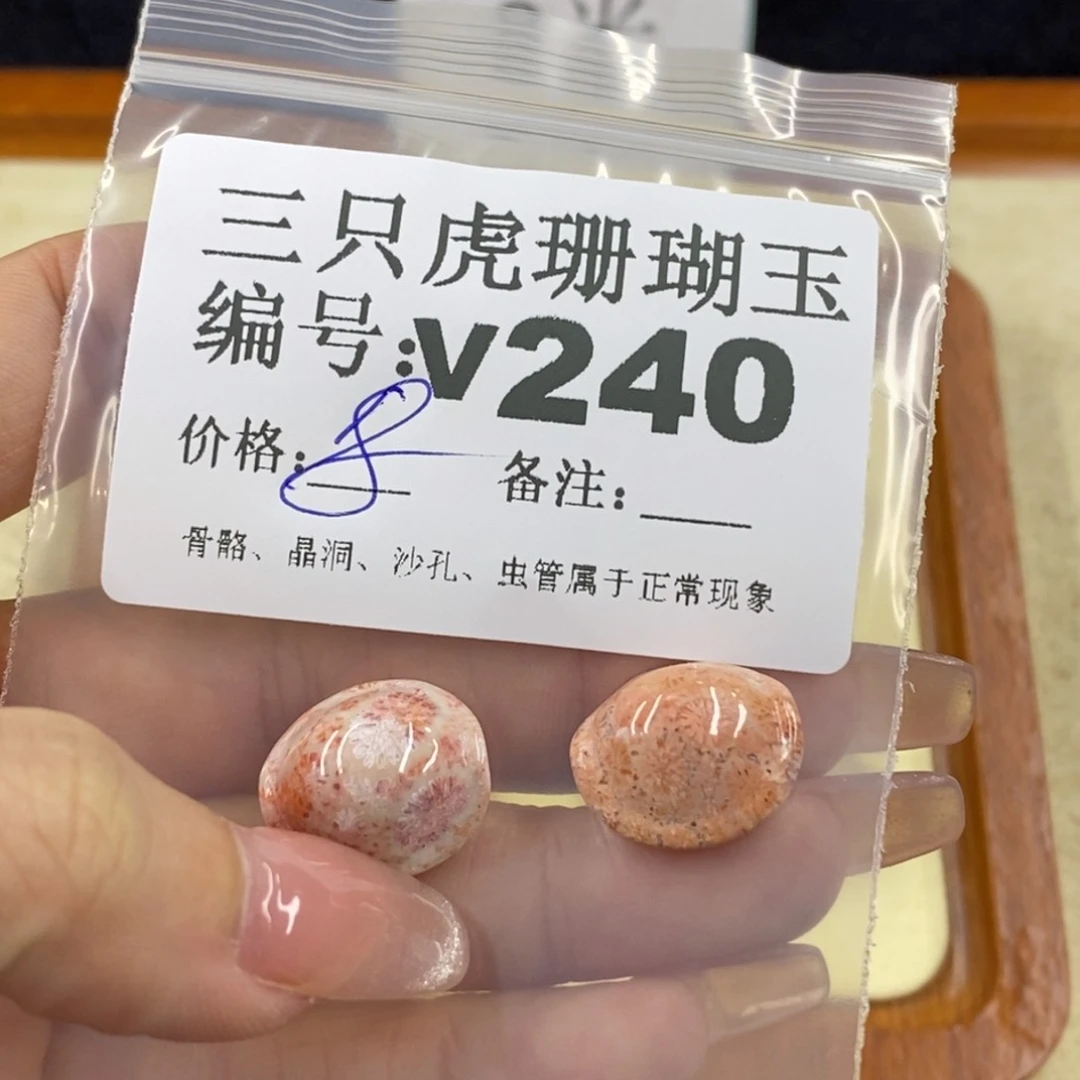 三只虎珊瑚玉
编号:v240
价格:8 备注:
骨骼、晶洞、沙孔、虫管属于正常现象